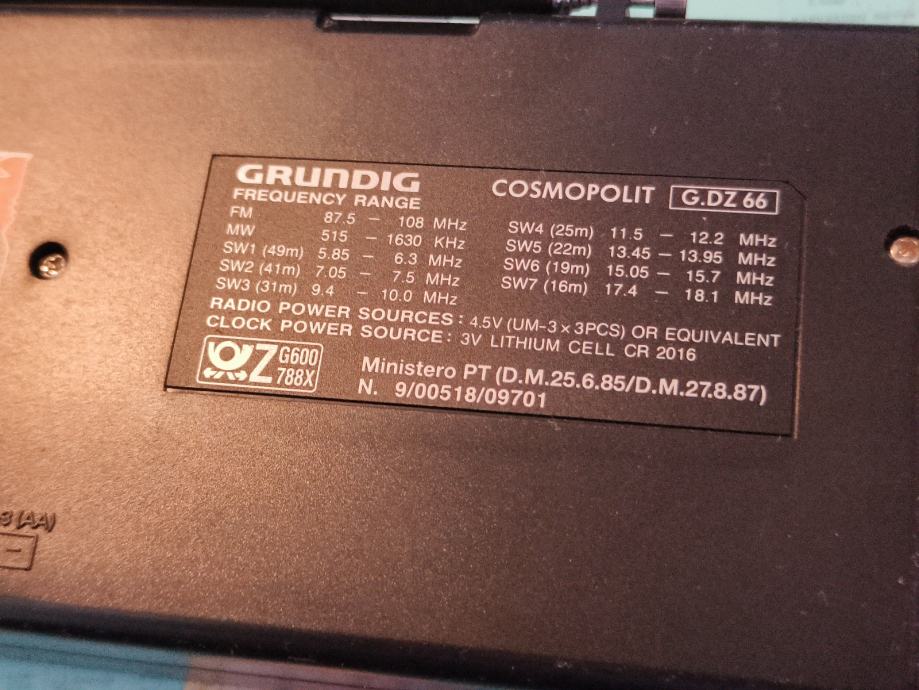 GRUNDIG
COSMOPOLIT G.DZ 66
FREQUENCY RANGE
FM 87.5 – 108 MHz
MW 515 – 1630 KHz
SW1 (49m) 5.85 – 6.3 MHz
SW2 (41m) 7.05 – 7.5 MHz
SW3 (31m) 9.4 – 10.0 MHz
SW4 (25m) 11.5 – 12.2 MHz
SW5 (22m) 13.45 – 13.95 MHz
SW6 (19m) 15.05 – 15.7 MHz
SW7 (16m) 17.4 – 18.1 MHz
RADIO POWER SOURCES: 4.5V (UM-3 x 3PCS) OR EQUIVALENT
CLOCK POWER SOURCE: 3V LITHIUM CELL CR 2016
Z G600
788X
Ministero PT (D.M.25.6.85/D.M.27.8.87)
N. 9/00518/09701
(AA)
–